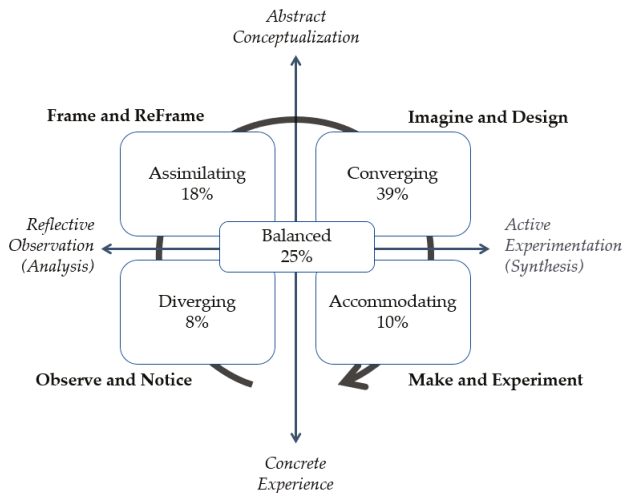 Abstract
Conceptualization
Frame and ReFrame
Imagine and Design
Assimilating
18%
Converging
39%
Reflective
Observation
(Analysis)
Balanced
25%
Active
Experimentation
(Synthesis)
Diverging
8%
Accommodating
10%
Observe and Notice
Make and Experiment
Concrete
Experience